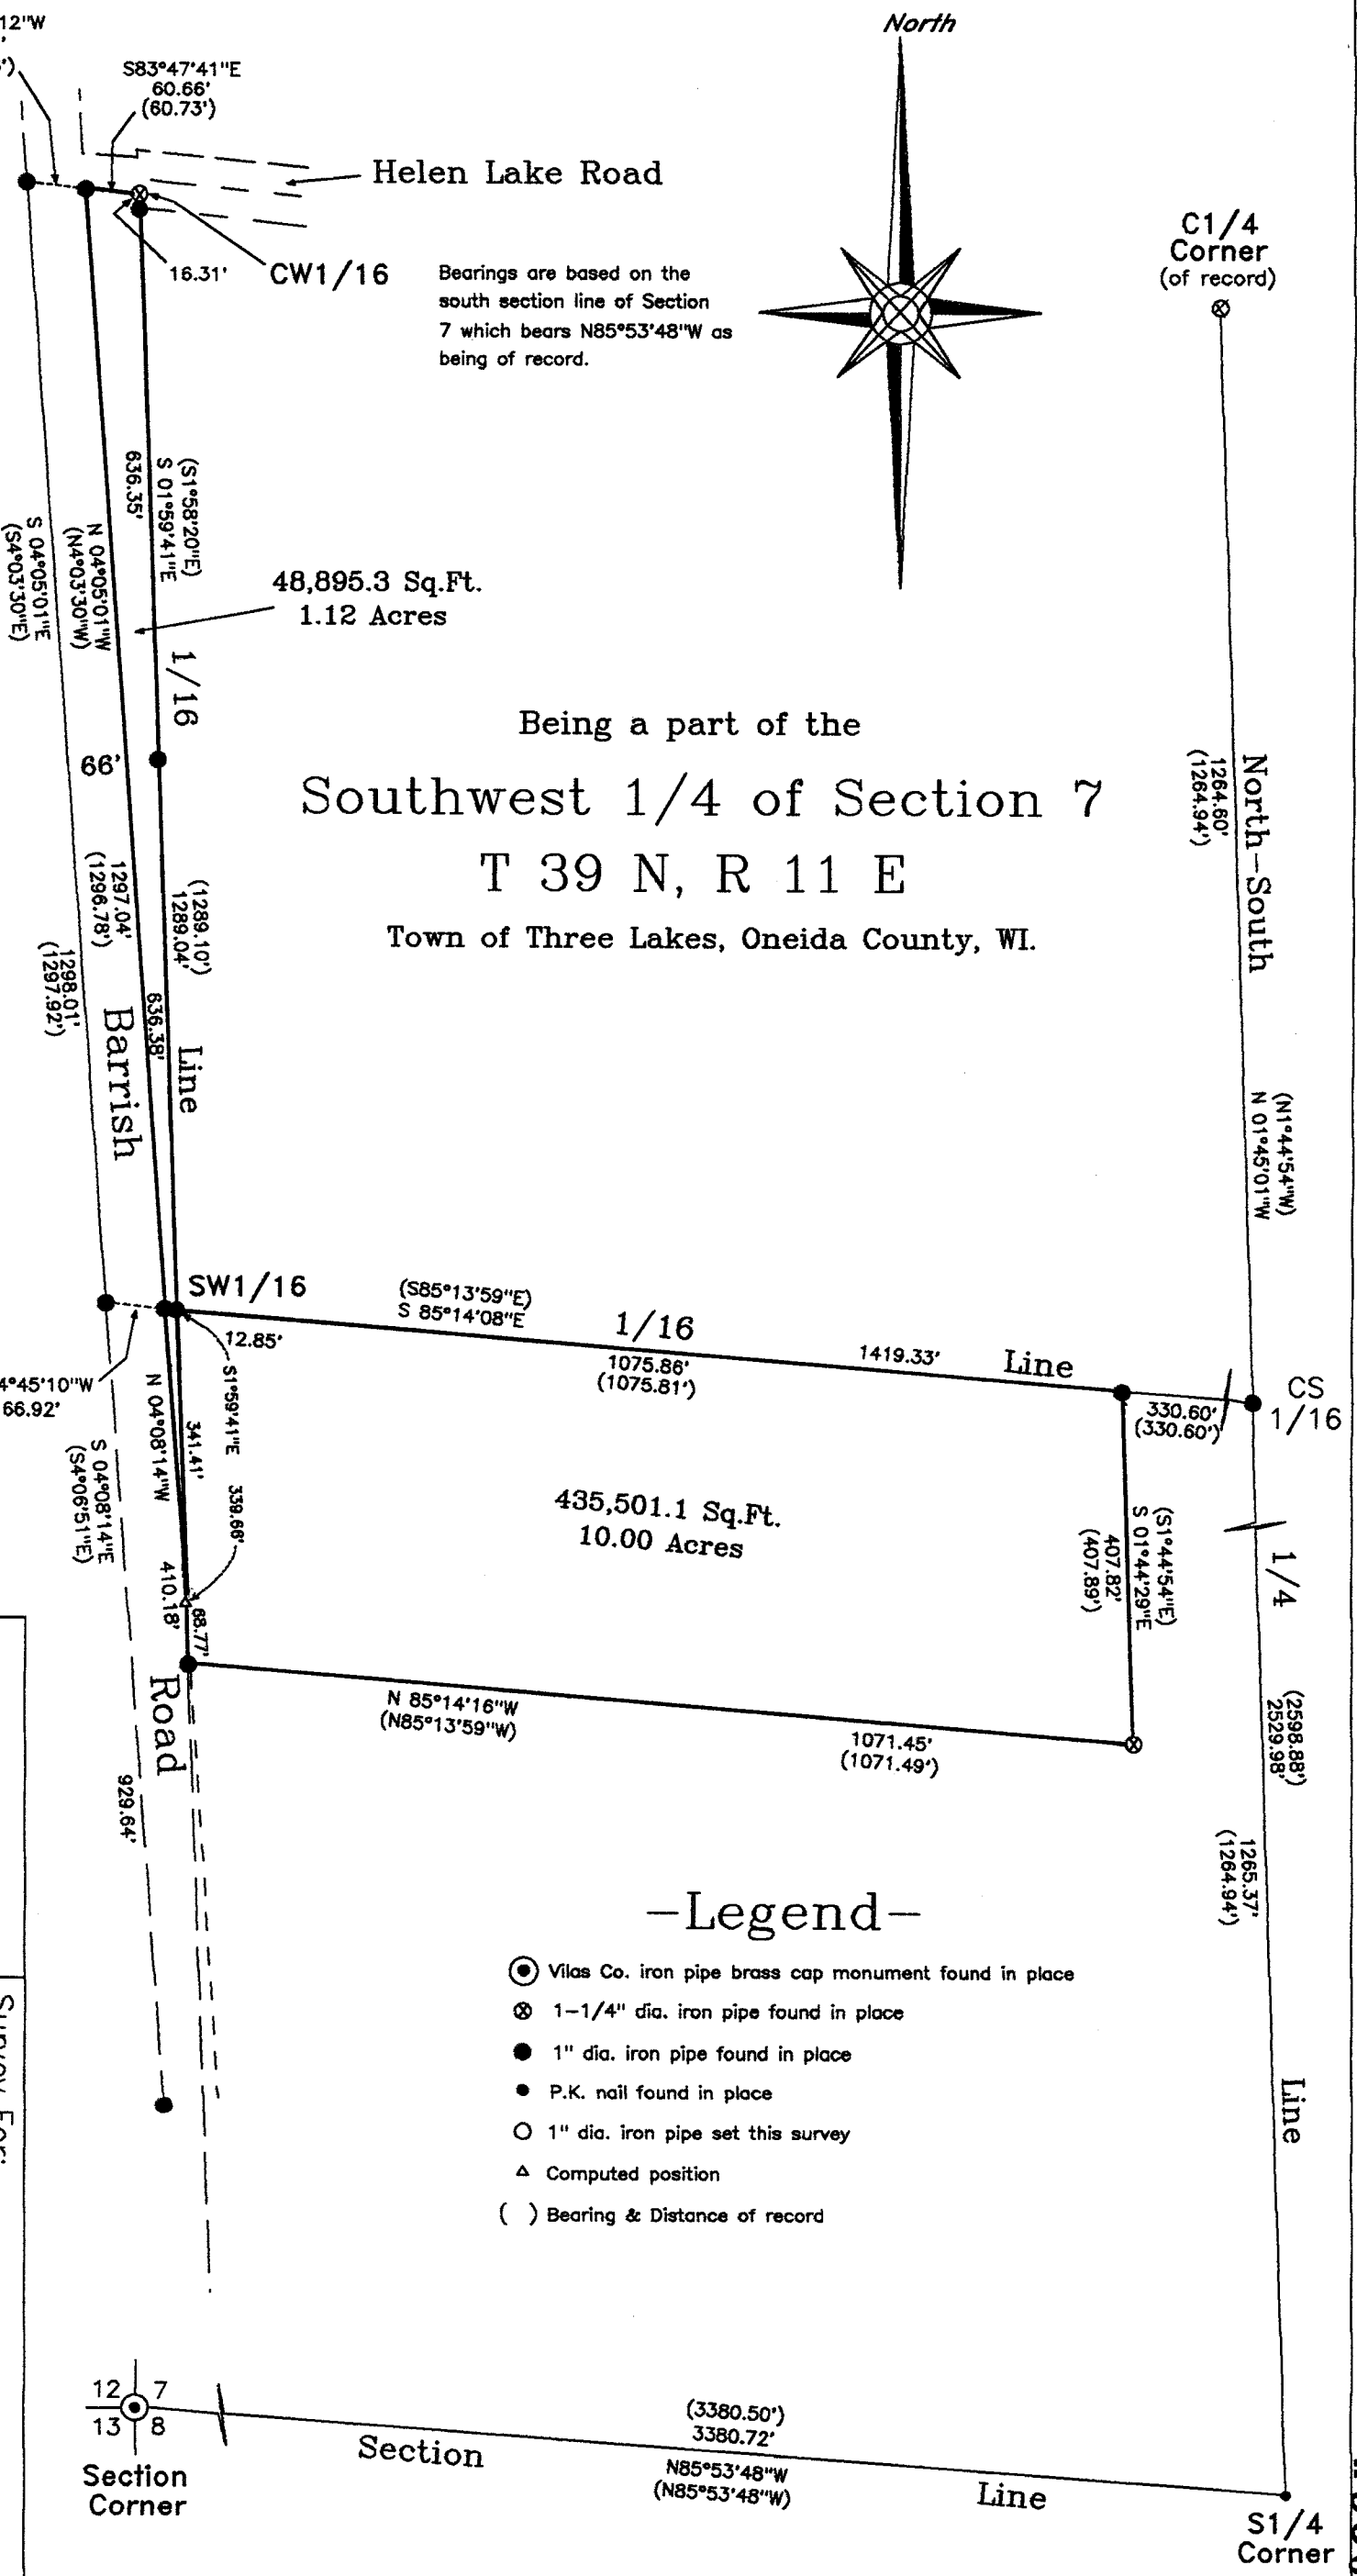 12"W
North
S83°47'41"E
60.66'
(60.73')
Helen Lake Road
16.31'
CW1/16
Bearings are based on the
south section line of Section
7 which bears N85°53'48"W as
being of record.
C1/4
Corner
(of record)
(S1°58'20"E)
S 01°59'41"E
636.35'
N 04°05'01"W
(N4°03'30"W)
S 04°05'01"E
(S4°03'30"E)
48,895.3 Sq.Ft.
1.12 Acres
1/16
66'
Being a part of the
Southwest 1/4 of Section 7
T 39 N, R 11 E
Town of Three Lakes, Oneida County, WI.
North-South
1264.60'
(1264.94')
(1289.10')
1289.04'
1297.04'
(1296.78')
1298.01'
(1297.92')
636.38'
Barrish
Line
(N1°44'54"W)
N 01°45'01"W
SW1/16
12.85'
(S85°13'59"E)
S 85°14'08"E
1/16
1075.86'
(1075.81')
1419.33'
Line
330.60'
(330.60')
CS
1/16
4°45'10"W
66.92'
N 04°08'14"W
S1°59'41"E 339.66'
341.41'
S 04°08'14"E
(S4°06'51"E)
410.18'
68.77'
435,501.1 Sq.Ft.
10.00 Acres
(S1°44'54"E)
S 01°44'29"E
407.82'
(407.89')
1/4
Road
N 85°14'16"W
(N85°13'59"W)
1071.45'
(1071.49')
(2598.88')
2529.98'
929.64'
1265.37'
(1264.94')
-Legend-
Vilas Co. iron pipe brass cap monument found in place
1-1/4" dia. iron pipe found in place
1" dia. iron pipe found in place
P.K. nail found in place
1" dia. iron pipe set this survey
Computed position
( ) Bearing & Distance of record
Line
Survey For:
12 7
13 8
Section
Corner
(3380.50')
3380.72'
Section
N85°53'48"W
(N85°53'48"W)
Line
S1/4
Corner